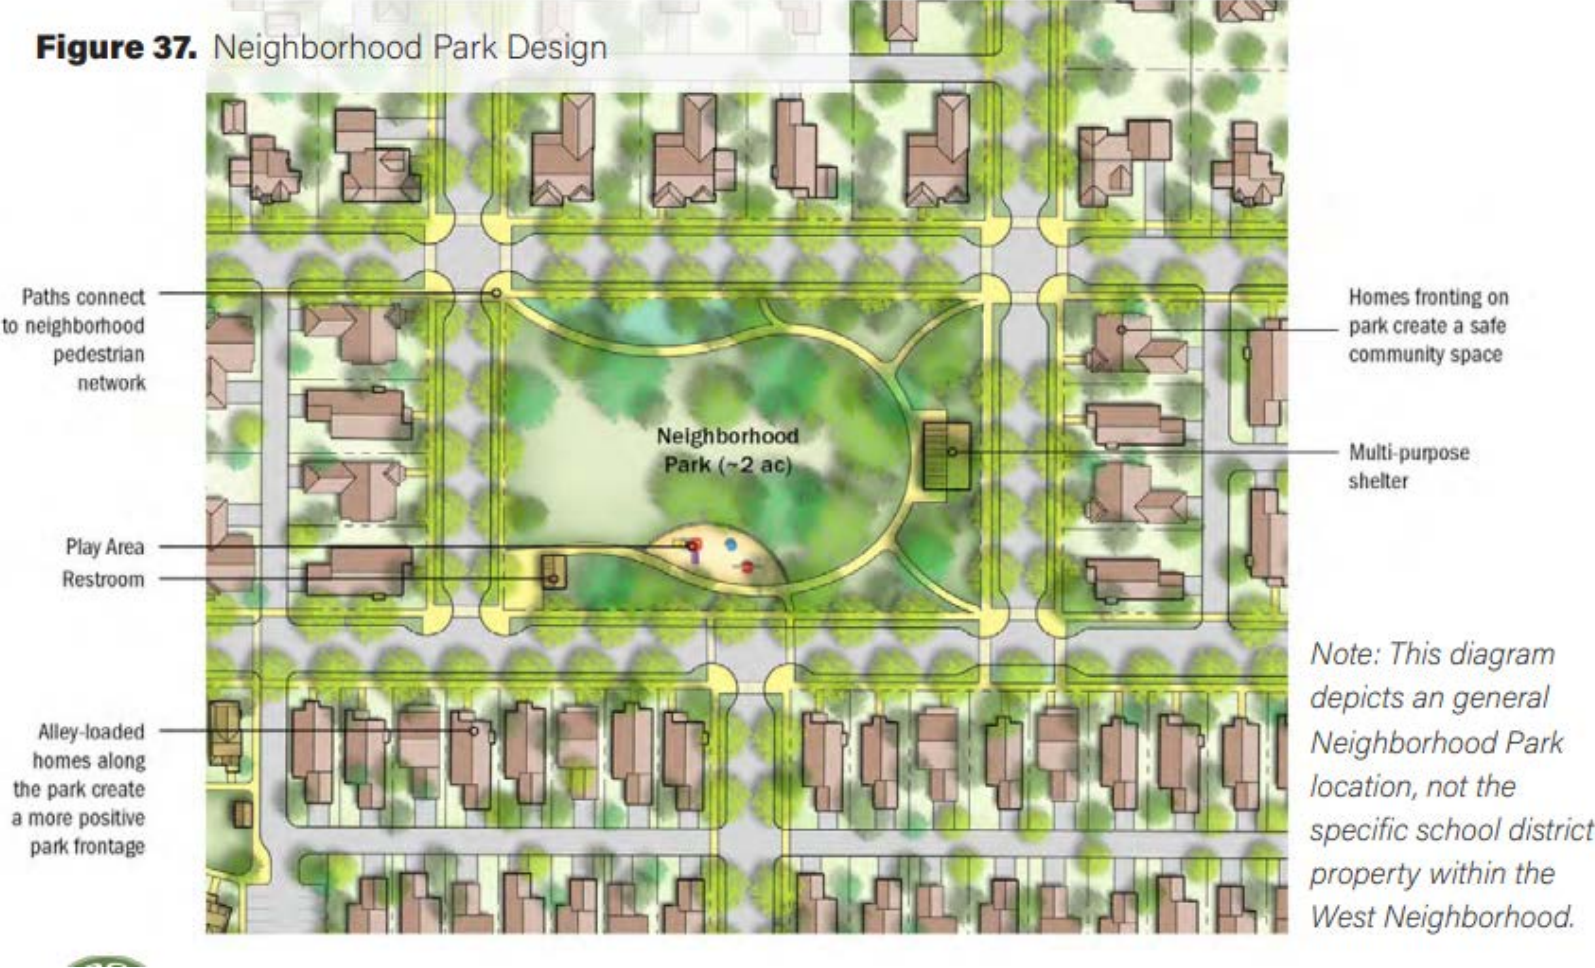 Figure 37. Neighborhood Park Design
Paths connect
to neighborhood
pedestrian
network
Homes fronting on
park create a safe
community space
Neighborhood
Park (~2 ac)
Multi-purpose
shelter
Play Area
Restroom
Alley-loaded
homes along
the park create
a more positive
park frontage
Note: This diagram
depicts an general
Neighborhood Park
location, not the
specific school district
property within the
West Neighborhood.